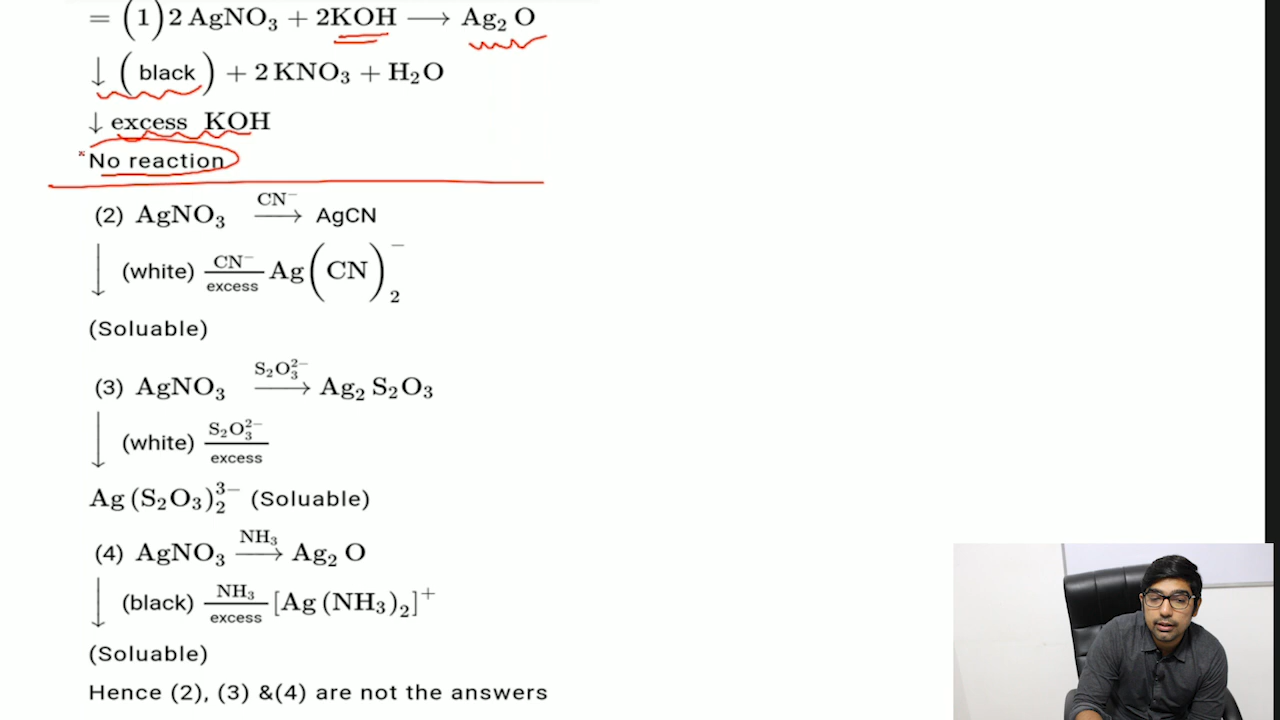 = (1) 2 AgNO₃ + 2KOH ⟶ Ag₂ O
↓ (black) + 2 KNO₃ + H₂O
↓ excess KOH
*No reaction
(2) AgNO₃ —CN⁻→ AgCN
↓ (white) CN⁻/excess Ag(CN)₂⁻
(Soluable)
(3) AgNO₃ —S₂O₃²⁻→ Ag₂ S₂O₃
↓ (white) S₂O₃²⁻/excess
Ag (S₂O₃)₂³⁻ (Soluable)
(4) AgNO₃ —NH₃→ Ag₂ O
↓ (black) NH₃/excess [Ag (NH₃)₂]⁺
(Soluable)
Hence (2), (3) &(4) are not the answers